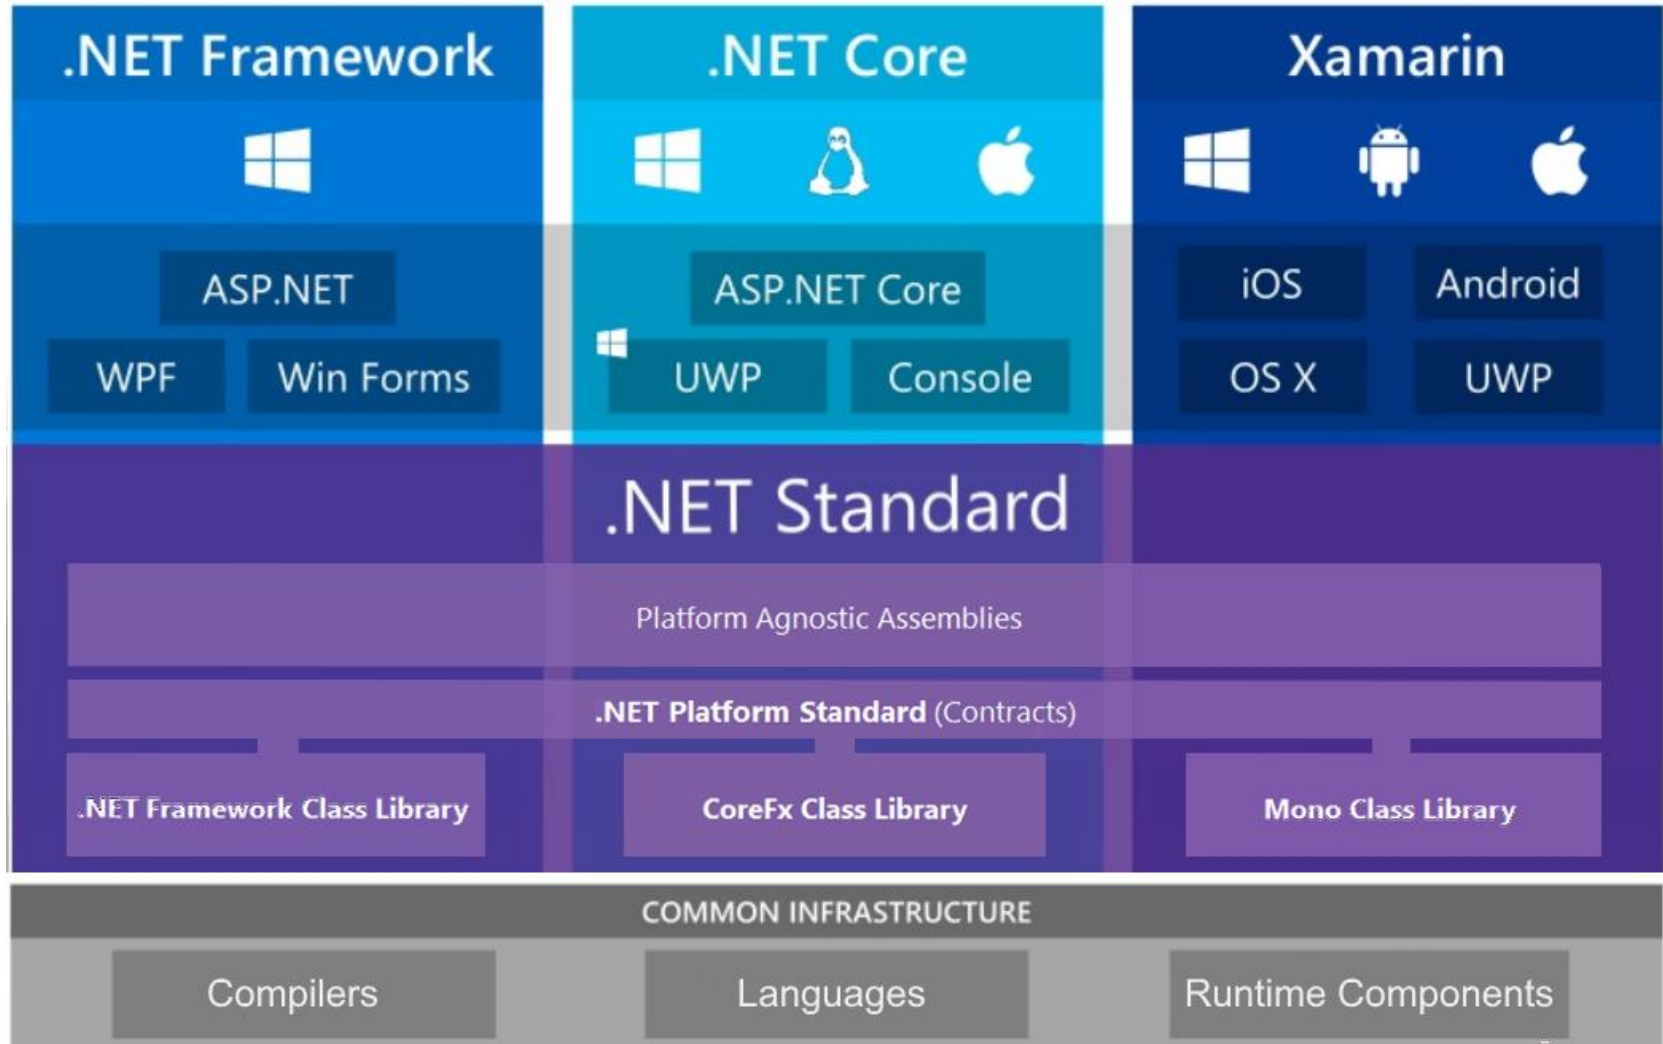 .NET Framework
.NET Core
Xamarin
ASP.NET
WPF
Win Forms
ASP.NET Core
UWP
Console
iOS
Android
OS X
UWP
.NET Standard
Platform Agnostic Assemblies
.NET Platform Standard (Contracts)
.NET Framework Class Library
CoreFx Class Library
Mono Class Library
COMMON INFRASTRUCTURE
Compilers
Languages
Runtime Components